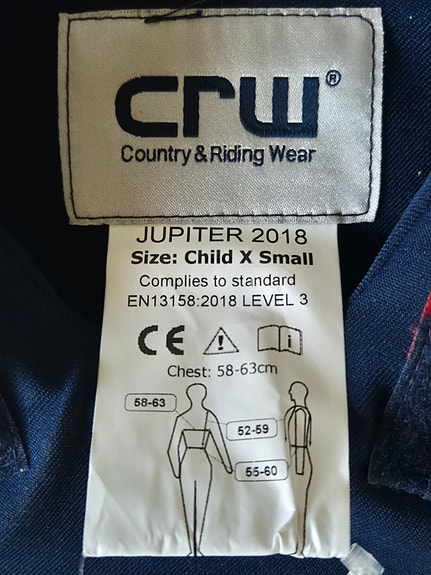 crw®
Country & Riding Wear
JUPITER 2018
Size: Child X Small
Complies to standard
EN13158:2018 LEVEL 3
CE
Chest: 58-63cm
58-63
52-59
55-60